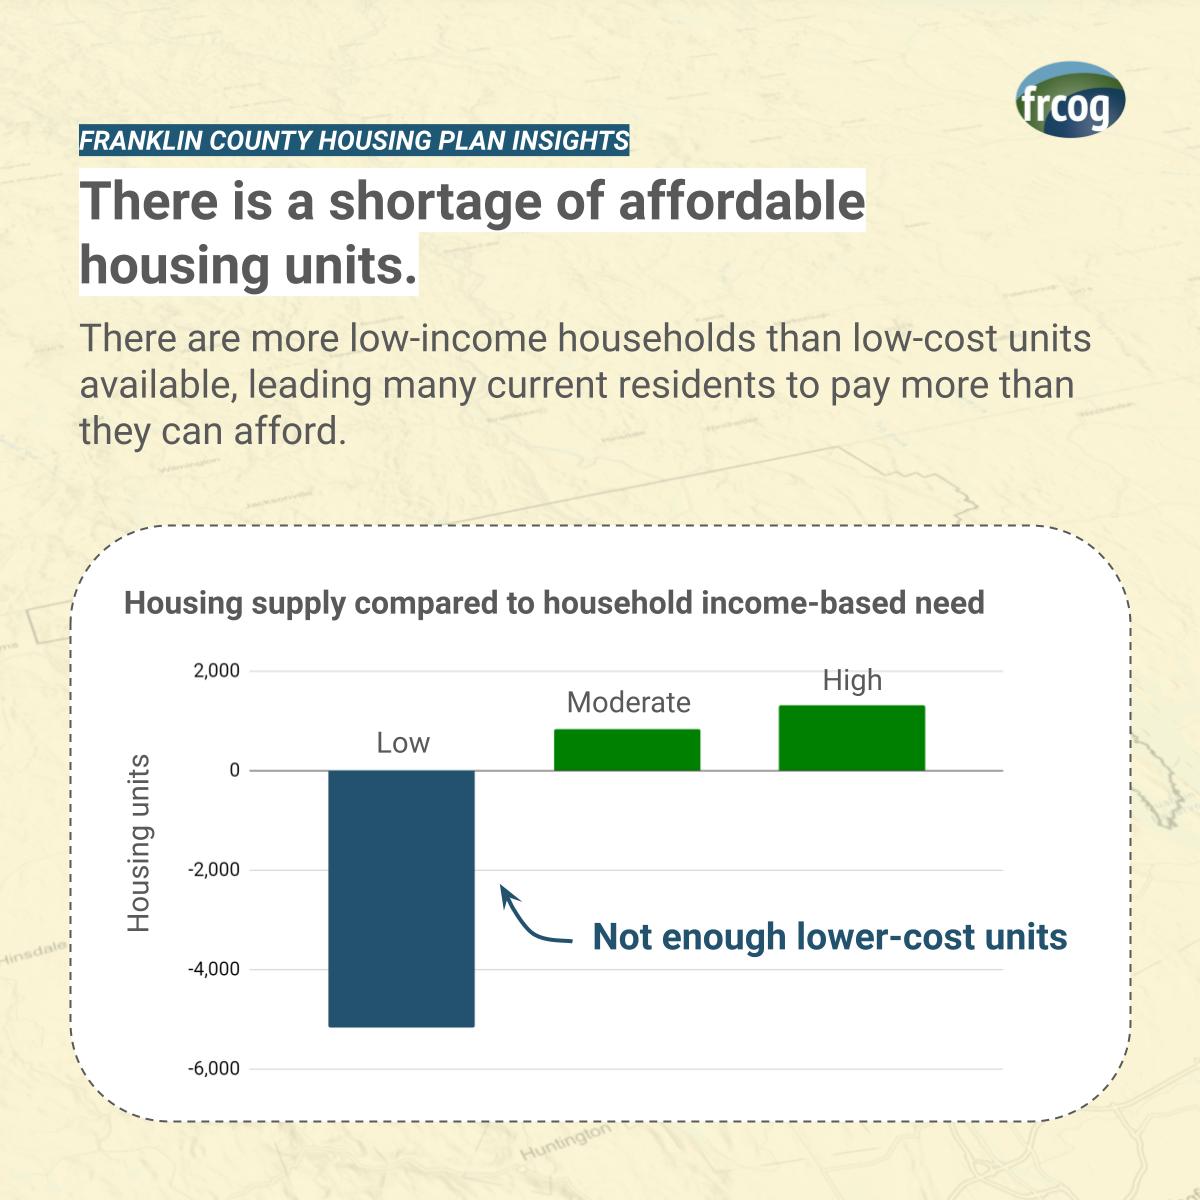 frcog
FRANKLIN COUNTY HOUSING PLAN INSIGHTS
There is a shortage of affordable
housing units.
There are more low-income households than low-cost units
available, leading many current residents to pay more than
they can afford.
Wilmington
Jacksonville
Housing supply compared to household income-based need
2,000
High
Moderate
Low
0
Housing units
-2,000
Not enough lower-cost units
Hinsdale
-4,000
-6,000
Huntington